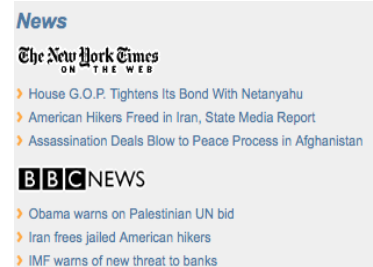 News
The New York Times
ON THE WEB
House G.O.P. Tightens Its Bond With Netanyahu
American Hikers Freed in Iran, State Media Report
Assassination Deals Blow to Peace Process in Afghanistan
BBC NEWS
Obama warns on Palestinian UN bid
Iran frees jailed American hikers
IMF warns of new threat to banks